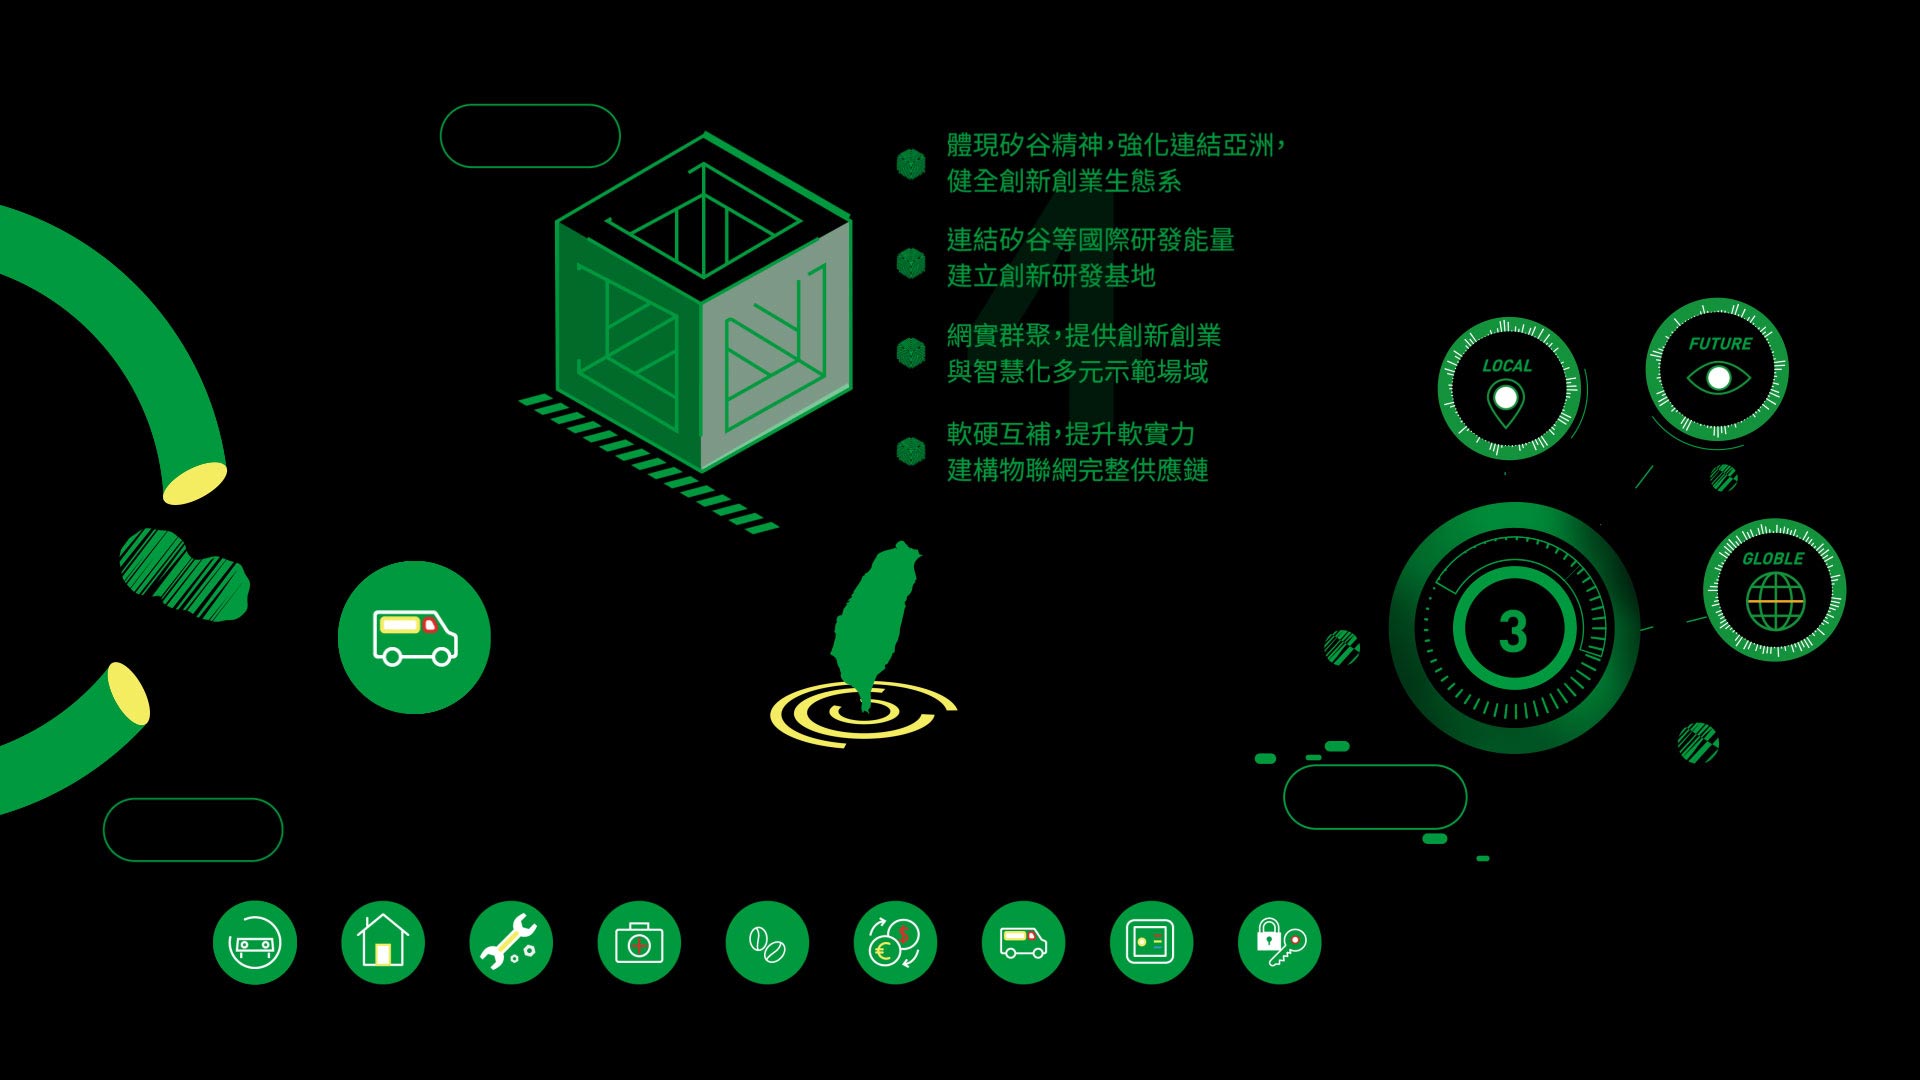 體現矽谷精神，強化連結亞洲，
健全創新創業生態系
連結矽谷等國際研發能量
建立創新研發基地
網實群聚，提供創新創業
與智慧化多元示範場域
軟硬互補，提升軟實力
建構物聯網完整供應鏈
4
LOCAL
FUTURE
GLOBLE
3
$
€